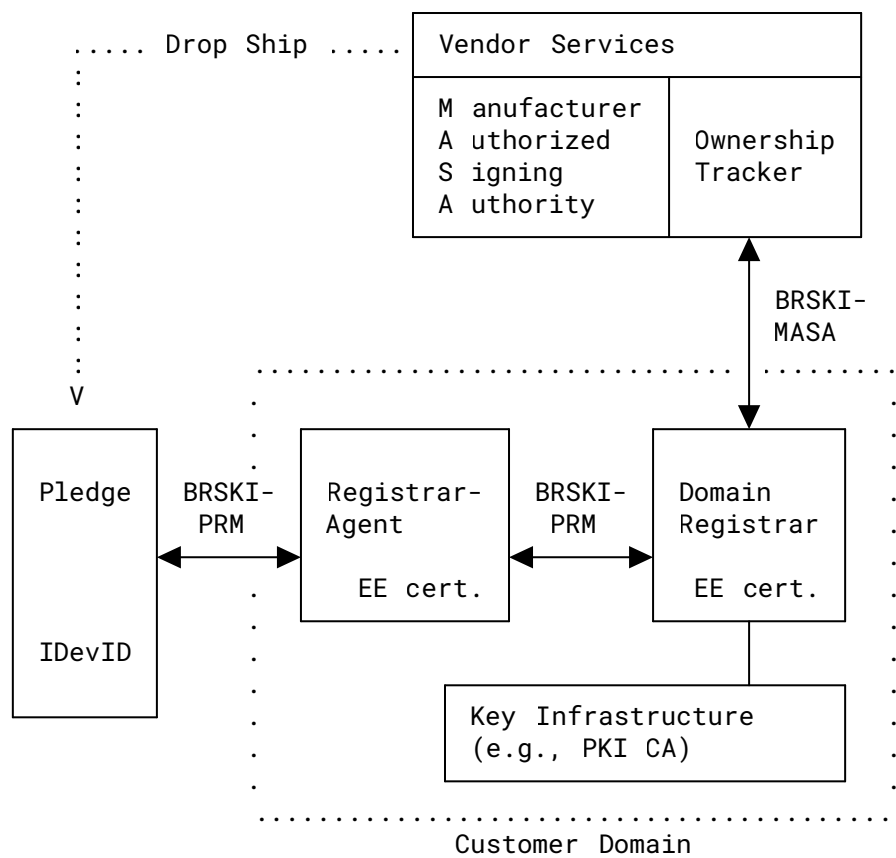 Drop Ship
Vendor Services
M anufacturer
A uthorized
S igning
A uthority
Ownership
Tracker
BRSKI-
MASA
V
Pledge
IDevID
BRSKI-
PRM
Registrar-
Agent
EE cert.
BRSKI-
PRM
Domain
Registrar
EE cert.
Key Infrastructure
(e.g., PKI CA)
Customer Domain